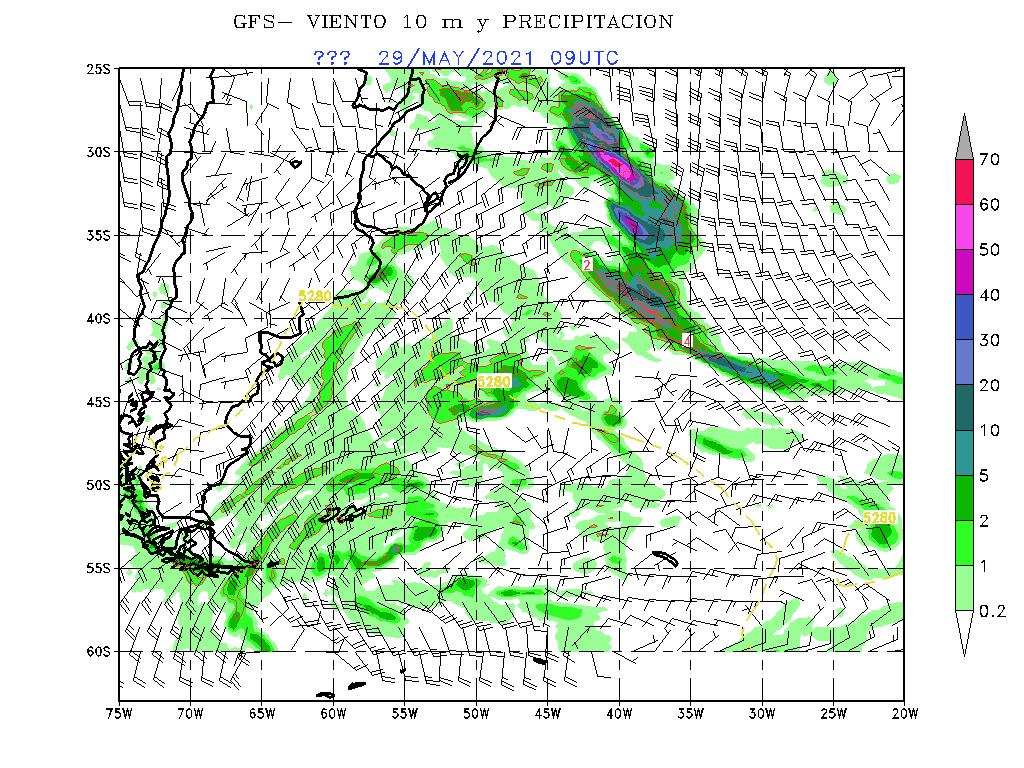 GFS— VIENTO 10 m y PRECIPITACION
??? 29/MAY/2021 09UTC
25S
30S
35S
40S
45S
50S
55S
60S
75W 70W 65W 60W 55W 50W 45W 40W 35W 30W 25W 20W
2
5280
4
5280
5280
70
60
50
40
30
20
10
5
2
1
0.2